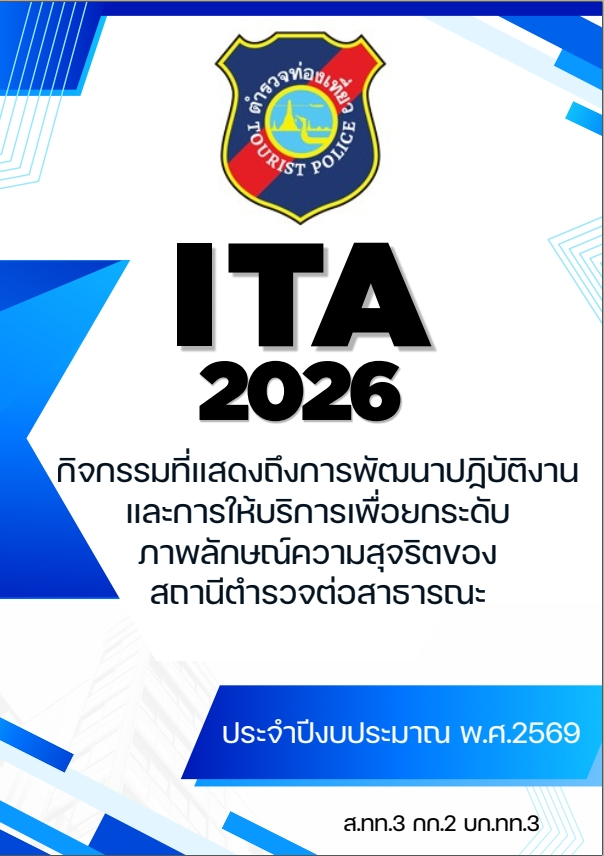 ตำรวจท่องเที่ยว
TOURIST POLICE
ITA
2026
กิจกรรมที่แสดงถึงการพัฒนาปฎิบัติงาน
และการให้บริการเพื่อยกระดับ
ภาพลักษณ์ความสุจริตของ
สถานีตำรวจต่อสาธารณะ
ประจำปีงบประมาณ พ.ศ.2569
ส.ทท.3 กก.2 บก.ทท.3